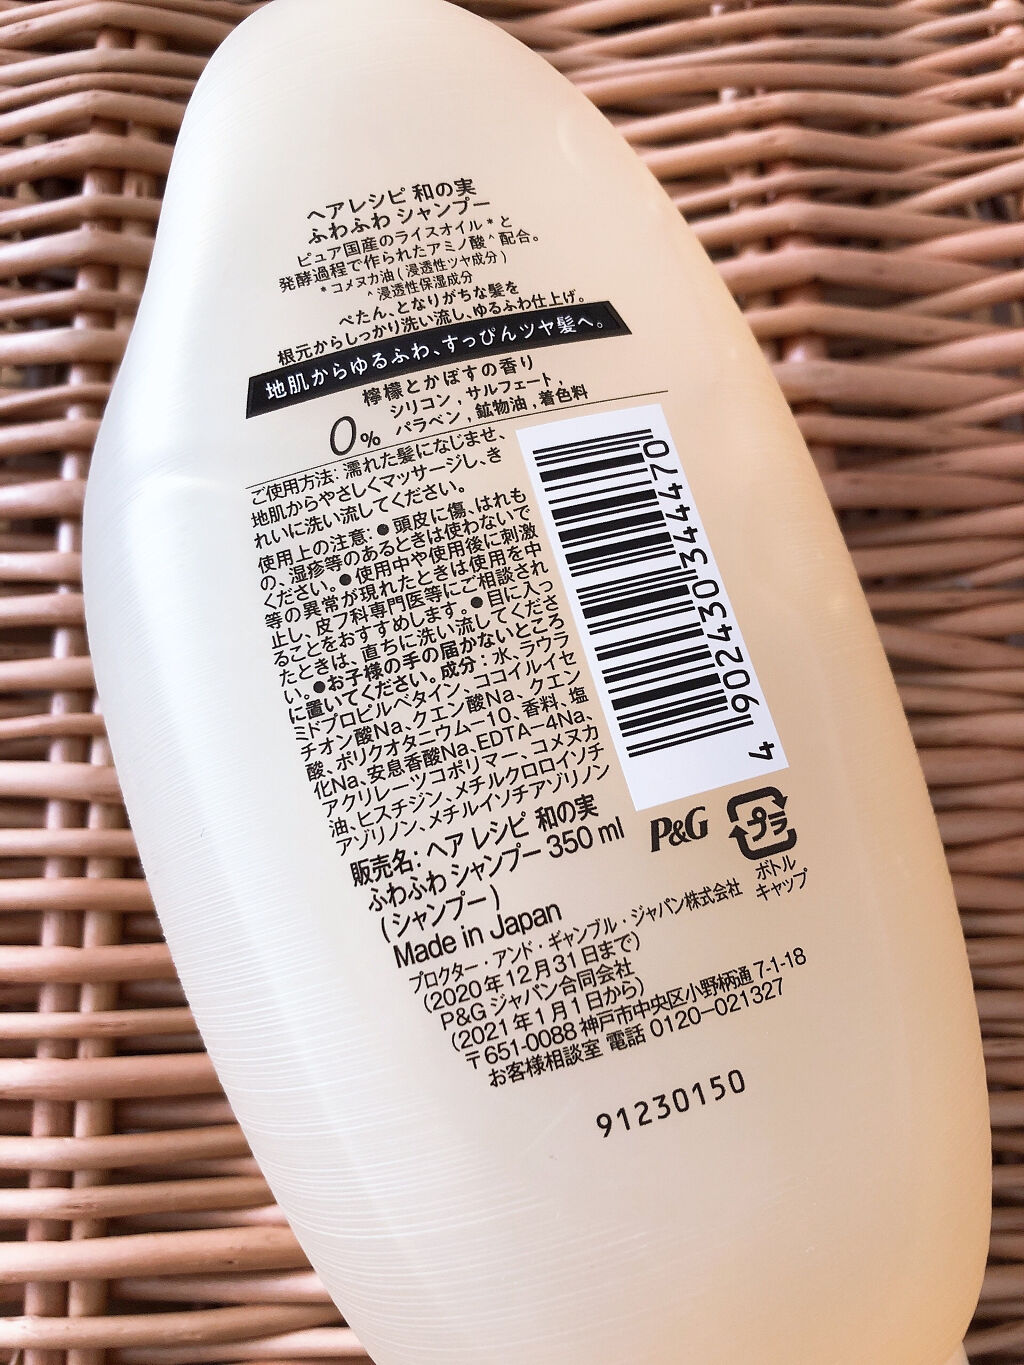 ヘアレシピ 和の実
ふわふわ シャンプー
ピュア国産のライスオイル*と
発酵過程で作られたアミノ酸^配合。
*コメヌカ油(浸透性ツヤ成分)
^浸透性保湿成分
ぺたん、となりがちな髪を
根元からしっかり洗い流し、ゆるふわ仕上げ。
地肌からゆるふわ、すっぴんツヤ髪へ。
檸檬とかぼすの香り
0% シリコン , サルフェート ,
パラベン , 鉱物油 , 着色料
ご使用方法: 濡れた髪になじませ、
地肌からやさしくマッサージし、き
れいに洗い流してください。
使用上の注意: ●頭皮に傷、はれも
の、湿疹等のあるときは使わないで
ください。●使用中や使用後に刺激
等の異常が現れたときは使用を中
止し、皮フ科専門医等にご相談され
ることをおすすめします。●目に入っ
たときは、直ちに洗い流してくださ
い。●お子様の手の届かないところ
に置いてください。成分 : 水、ラウラ
ミドプロピルベタイン、ココイルイセ
チオン酸Na、クエン酸Na、クエン
酸、ポリクオタニウム-10、香料、塩
化Na、安息香酸Na、EDTA-4Na、
アクリレーツコポリマー、コメヌカ
油、ヒスチジン、メチルクロロイソチ
アゾリノン、メチルイソチアゾリノン
4 902430 344470
販売名: ヘア レシピ 和の実
ふわふわ シャンプー 350 ml
(シャンプー)
Made in Japan
P&G
プラ
ボトル
キャップ
プロクター・アンド・ギャンブル・ジャパン株式会社
(2020年12月31日まで)
P&G ジャパン合同会社
(2021年1月1日から)
〒651-0088 神戸市中央区小野柄通 7-1-18
お客様相談室 電話 0120-021327
91230150